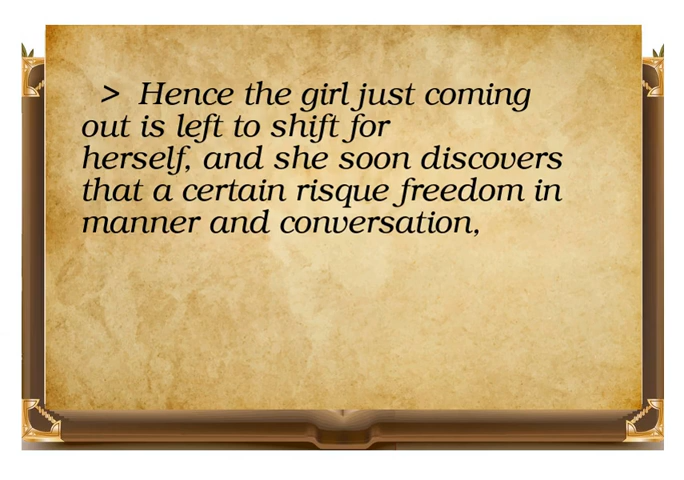 > Hence the girl just coming
out is left to shift for
herself, and she soon discovers
that a certain risque freedom in
manner and conversation,